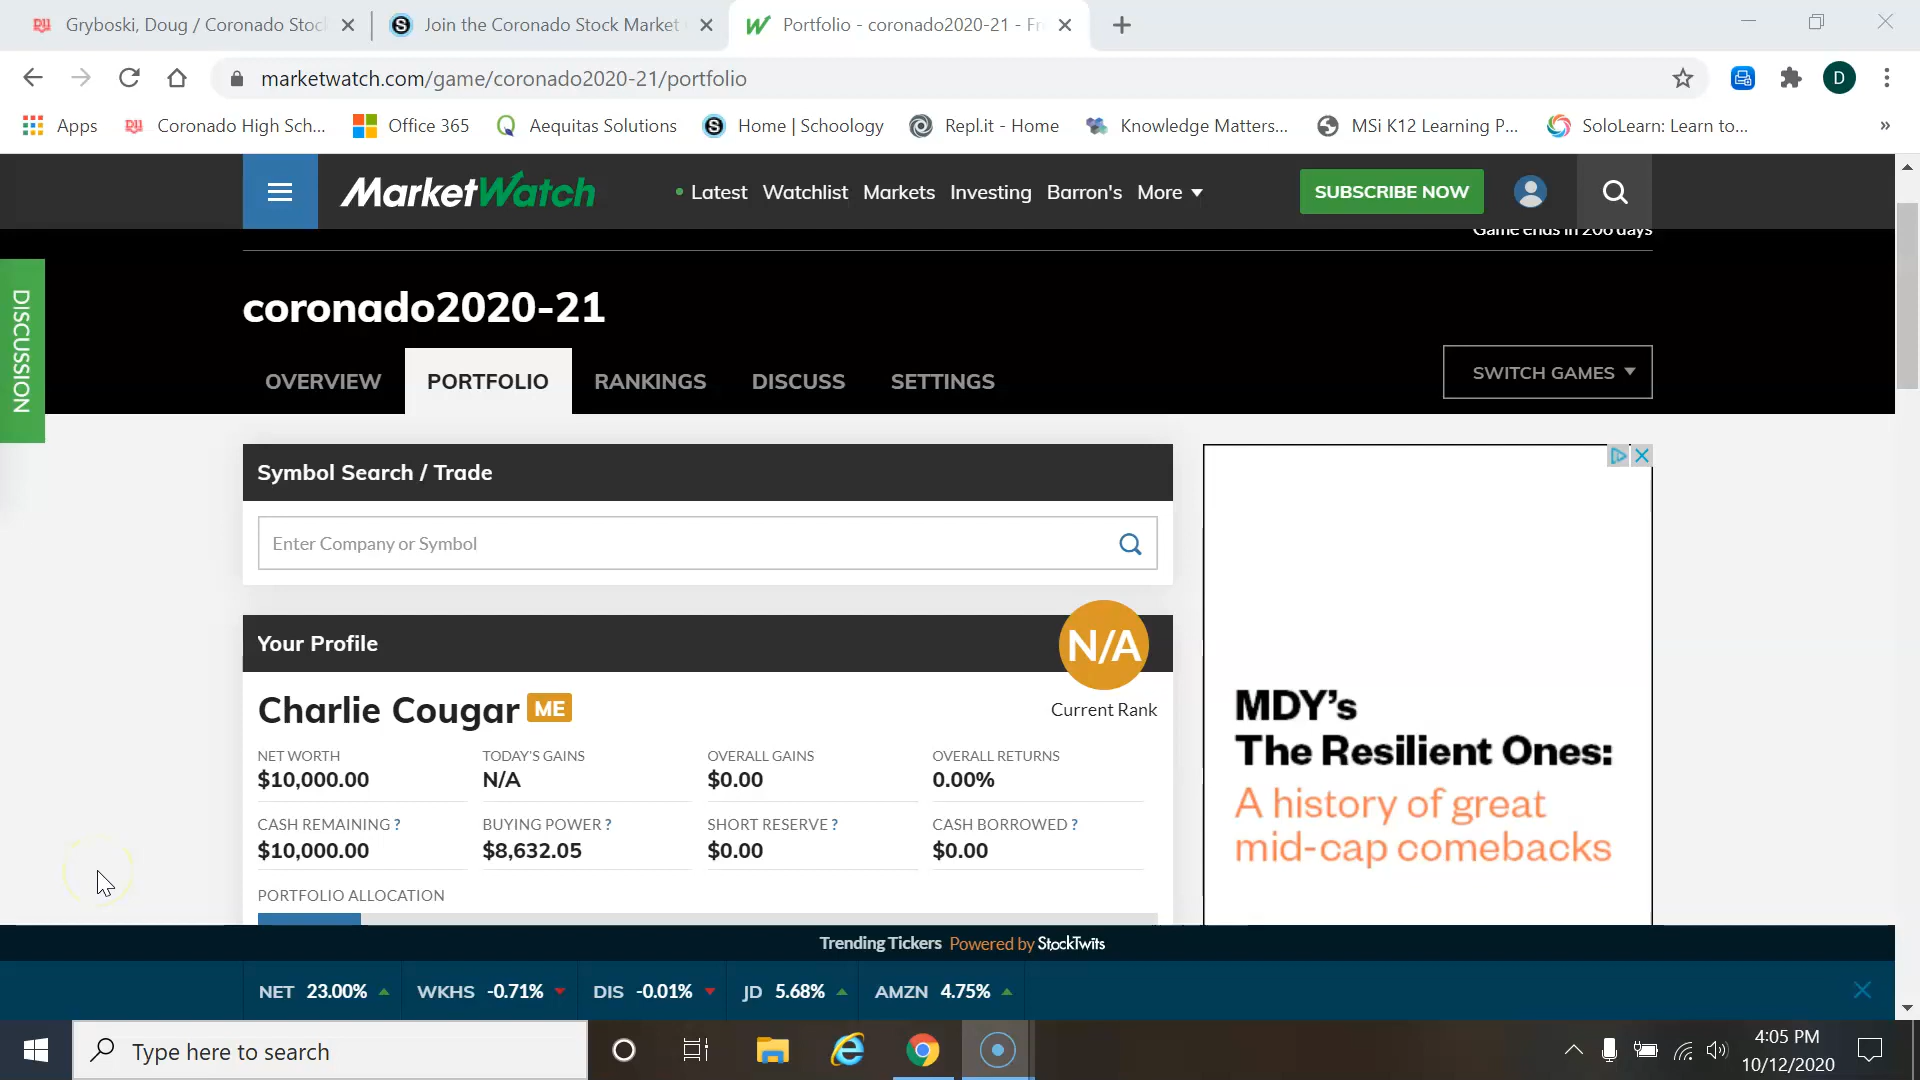 Gryboski, Doug / Coronado Stoc
Join the Coronado Stock Market
Portfolio - coronado2020-21 - Fr
marketwatch.com/game/coronado2020-21/portfolio
D
Apps
Coronado High Sch...
Office 365
Aequitas Solutions
Home | Schoology
Repl.it - Home
Knowledge Matters...
MSi K12 Learning P...
SoloLearn: Learn to...
»
MarketWatch
Latest
Watchlist
Markets
Investing
Barron's
More
SUBSCRIBE NOW
Game ends in 206 days
DISCUSSION
coronado2020-21
OVERVIEW
PORTFOLIO
RANKINGS
DISCUSS
SETTINGS
SWITCH GAMES
Symbol Search / Trade
Enter Company or Symbol
Your Profile
N/A
Charlie Cougar ME
Current Rank
NET WORTH
$10,000.00
TODAY'S GAINS
N/A
OVERALL GAINS
$0.00
OVERALL RETURNS
0.00%
CASH REMAINING ?
$10,000.00
BUYING POWER ?
$8,632.05
SHORT RESERVE ?
$0.00
CASH BORROWED ?
$0.00
PORTFOLIO ALLOCATION
MDY's
The Resilient Ones:
A history of great
mid-cap comebacks
Trending Tickers Powered by StockTwits
NET 23.00%
WKHS -0.71%
DIS -0.01%
JD 5.68%
AMZN 4.75%
Type here to search
4:05 PM
10/12/2020